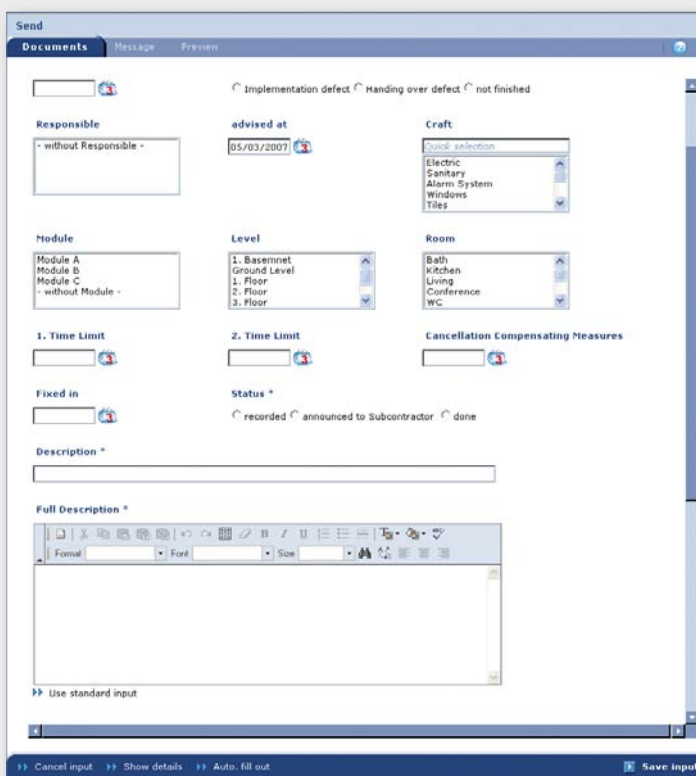 Send
Documents Message Preview
Implementation defect Handing over defect not finished
Responsible advised at Craft
- without Responsible - 05/03/2007 Quick selection
Electric
Sanitary
Alarm System
Windows
Tiles
Module Level Room
Module A 1. Basemnet Bath
Module B Ground Level Kitchen
Module C 1. Floor Living
- without Module - 2. Floor Conference
3. Floor WC
1. Time Limit 2. Time Limit Cancellation Compensating Measures
Fixed in Status *
recorded announced to Subcontractor done
Description *
Full Description *
B I U
Format Font Size
Use standard input
Cancel input Show details Auto. fill out Save input